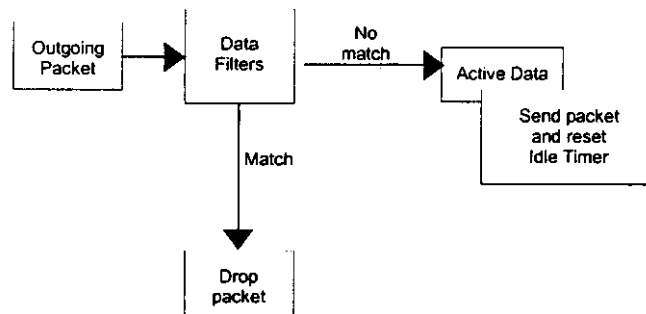 Outgoing
Packet
Data
Filters
No
match
Active Data
Send packet
and reset
Idle Timer
Match
Drop
packet